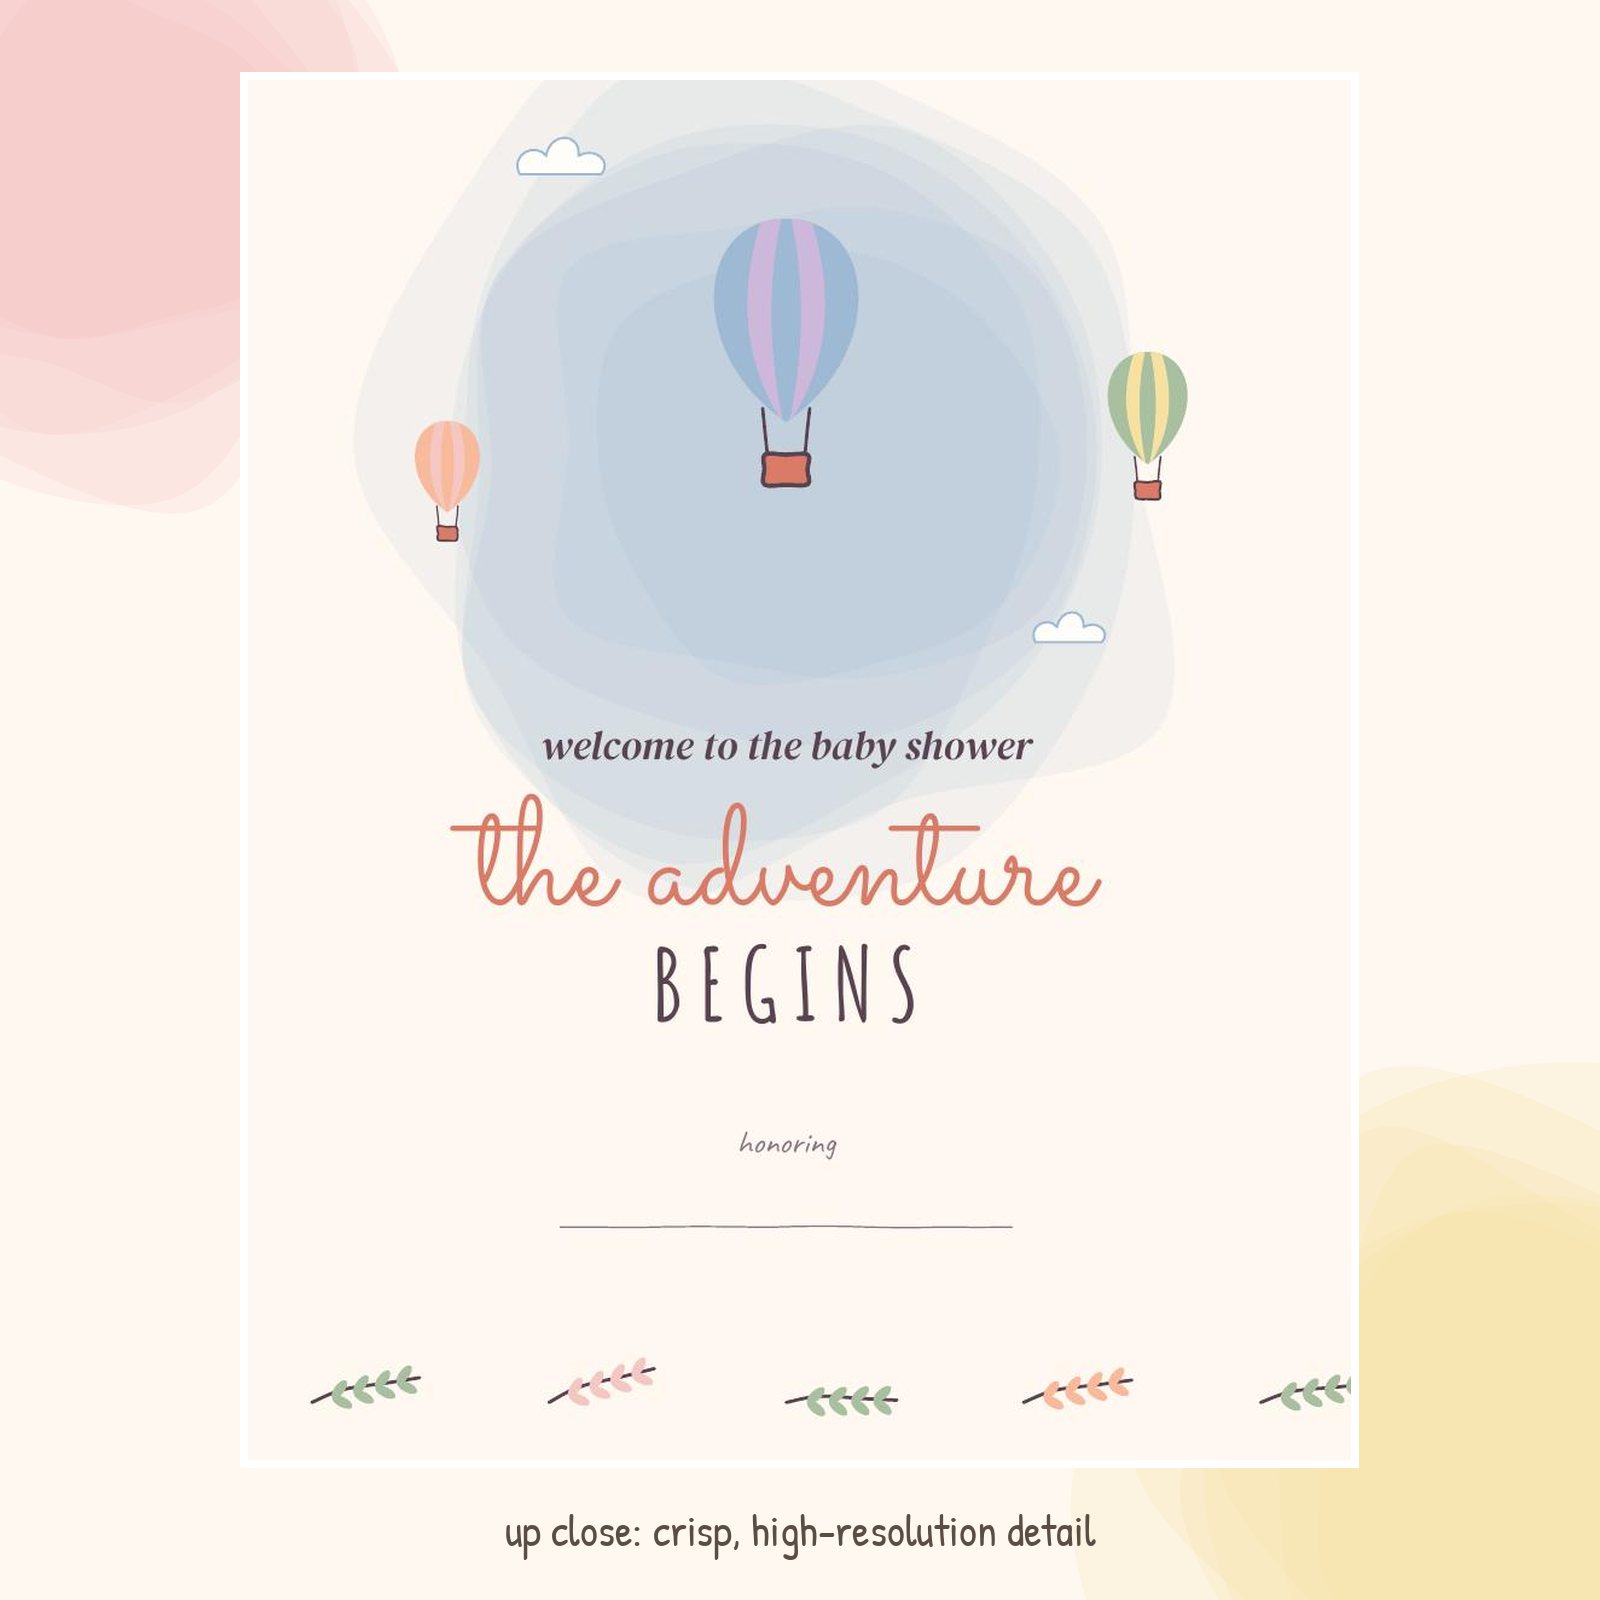 welcome to the baby shower
the adventure
BEGINS
honoring
up close: crisp, high-resolution detail